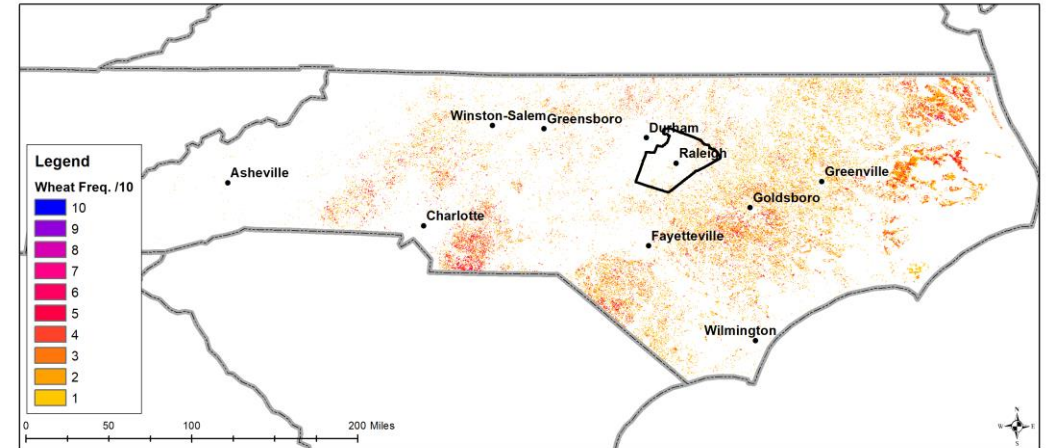 Winston-Salem
Greensboro
Durham
Raleigh
Asheville
Greenville
Goldsboro
Charlotte
Fayetteville
Wilmington
Legend
Wheat Freq. /10
10
9
8
7
6
5
4
3
2
1
0 50 100 200 Miles
N
W E
S